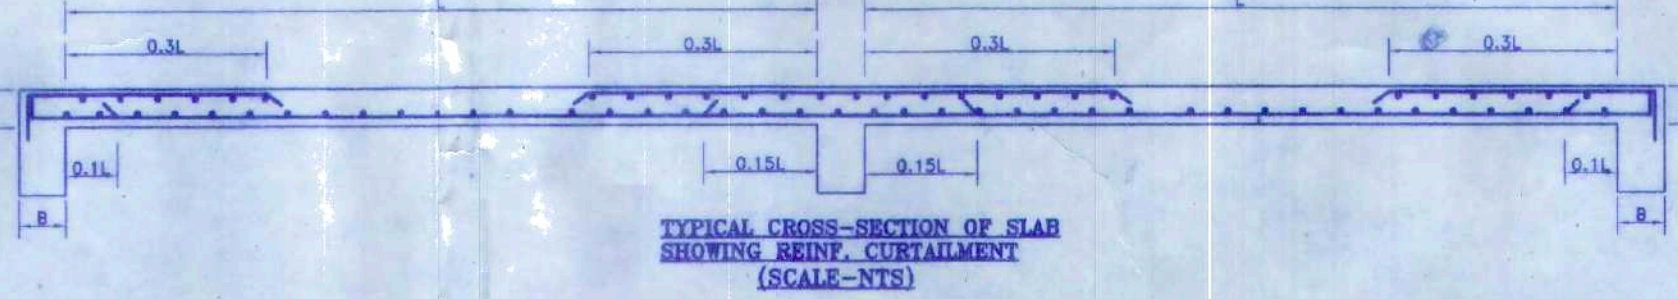 L L
0.3L 0.3L 0.3L 0.3L
0.1L 0.15L 0.15L 0.1L
B B
TYPICAL CROSS-SECTION OF SLAB
SHOWING REINF. CURTAILMENT
(SCALE-NTS)